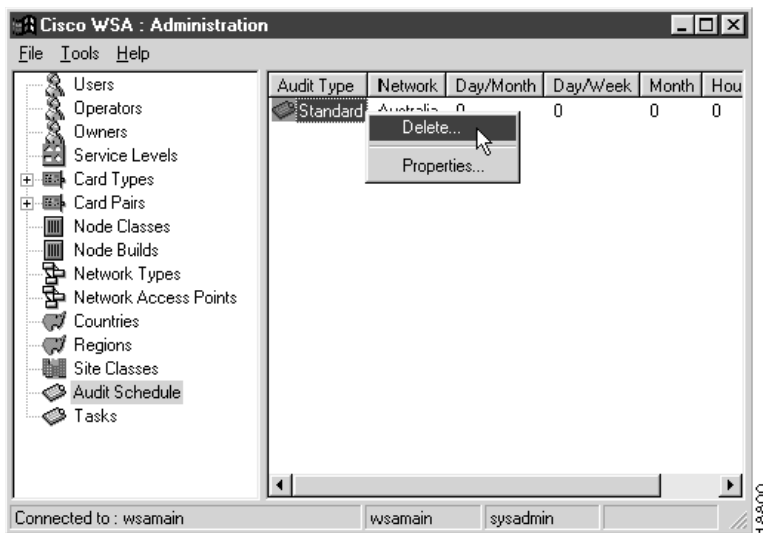 Cisco WSA : Administration
File Tools Help
Users
Operators
Owners
Service Levels
Card Types
Card Pairs
Node Classes
Node Builds
Network Types
Network Access Points
Countries
Regions
Site Classes
Audit Schedule
Tasks
Audit Type Network Day/Month Day/Week Month Hou
Standard Australia 0 0 0 0
Delete...
Properties...
Connected to : wsamain wsamain sysadmin
18800